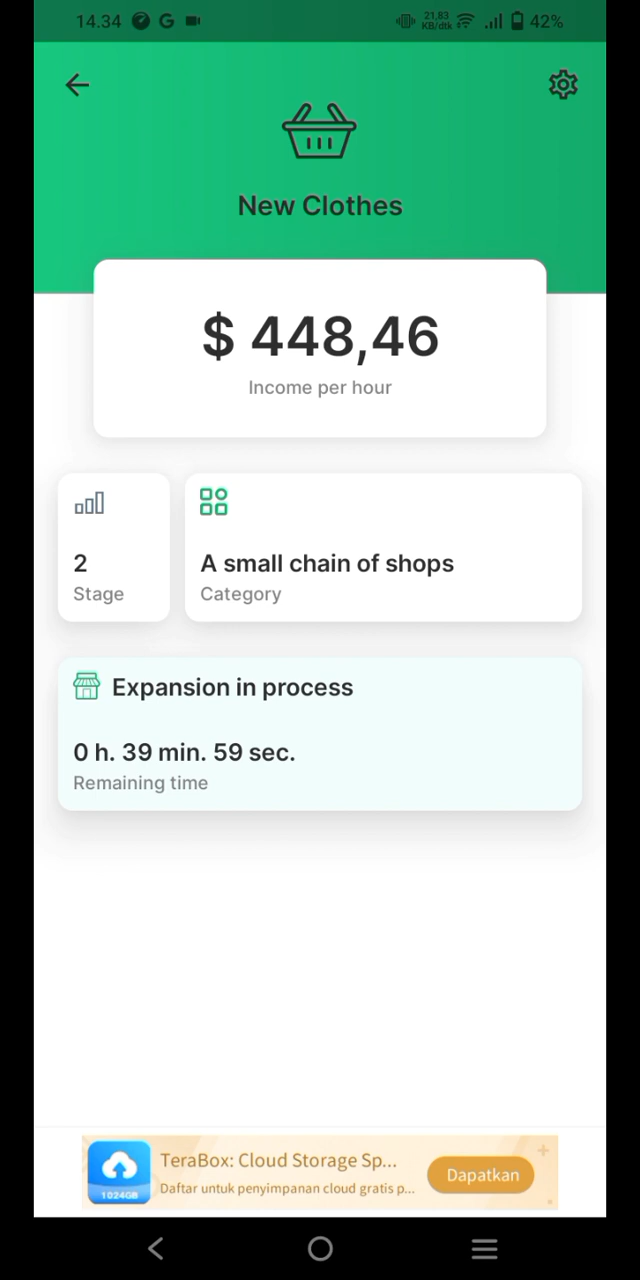 14.34
21,83
KB/dtk
42%
New Clothes
$ 448,46
Income per hour
2
Stage
A small chain of shops
Category
Expansion in process
0 h. 39 min. 59 sec.
Remaining time
TeraBox: Cloud Storage Sp...
Daftar untuk penyimpanan cloud gratis p...
1024GB
Dapatkan